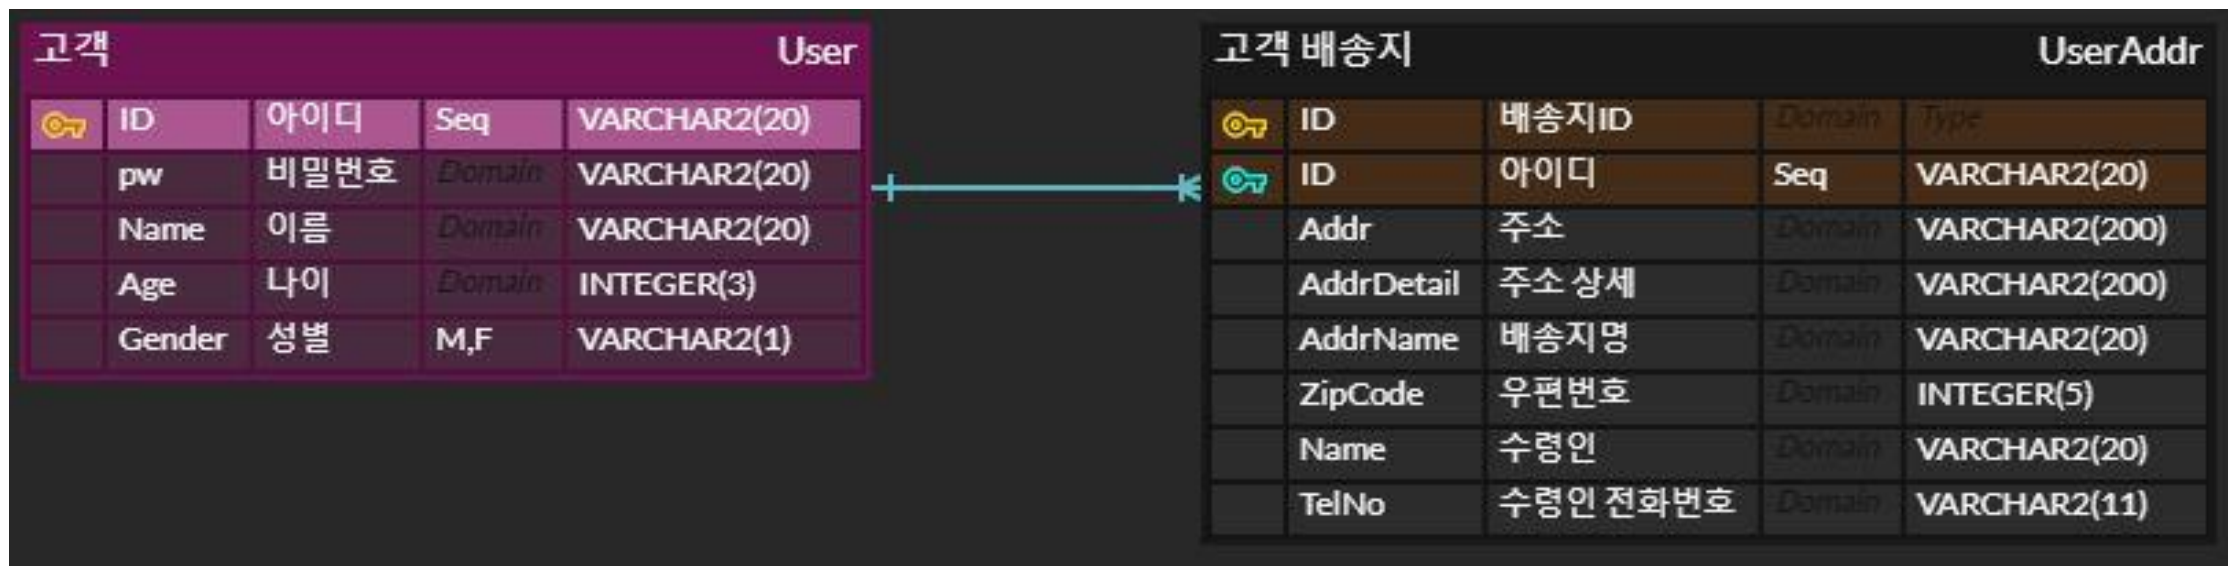 고객 User
ID 아이디 Seq VARCHAR2(20)
pw 비밀번호 Domain VARCHAR2(20)
Name 이름 Domain VARCHAR2(20)
Age 나이 Domain INTEGER(3)
Gender 성별 M,F VARCHAR2(1)
고객 배송지 UserAddr
ID 배송지ID Domain Type
ID 아이디 Seq VARCHAR2(20)
Addr 주소 Domain VARCHAR2(200)
AddrDetail 주소 상세 Domain VARCHAR2(200)
AddrName 배송지명 Domain VARCHAR2(20)
ZipCode 우편번호 Domain INTEGER(5)
Name 수령인 Domain VARCHAR2(20)
TelNo 수령인 전화번호 Domain VARCHAR2(11)